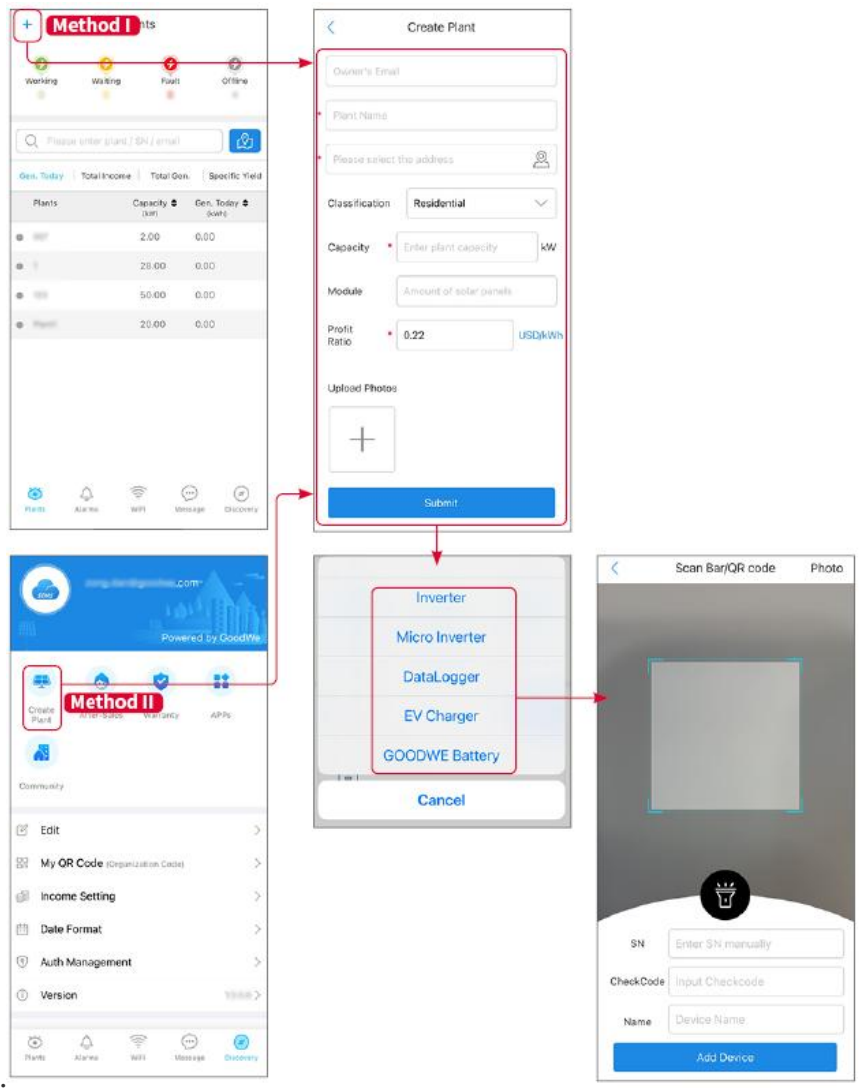 + Method I nts
Working Waiting Fault Offline
Please enter plant / SN / email
Gen. Today Total Income Total Gen. Specific Yield
Plants Capacity Gen. Today
(kW) (kWh)
2.00 0.00
28.00 0.00
50.00 0.00
20.00 0.00
Plants Alarms WiFi Message Discovery
Create Plant
Owner's Email
* Plant Name
* Please select the address
Classification Residential
Capacity * Enter plant capacity kW
Module Amount of solar panels
Profit
Ratio * 0.22 USD/kWh
Upload Photos
+
Submit
.com
Powered by GoodWe
Create
Plant
Method II
After-Sales Warranty APPs
Community
Edit
My QR Code (Organization Code)
Income Setting
Date Format
Auth Management
Version
Plants Alarms WiFi Message Discovery
Inverter
Micro Inverter
DataLogger
EV Charger
GOODWE Battery
Cancel
Scan Bar/QR code Photo
SN Enter SN manually
CheckCode Input Checkcode
Name Device Name
Add Device